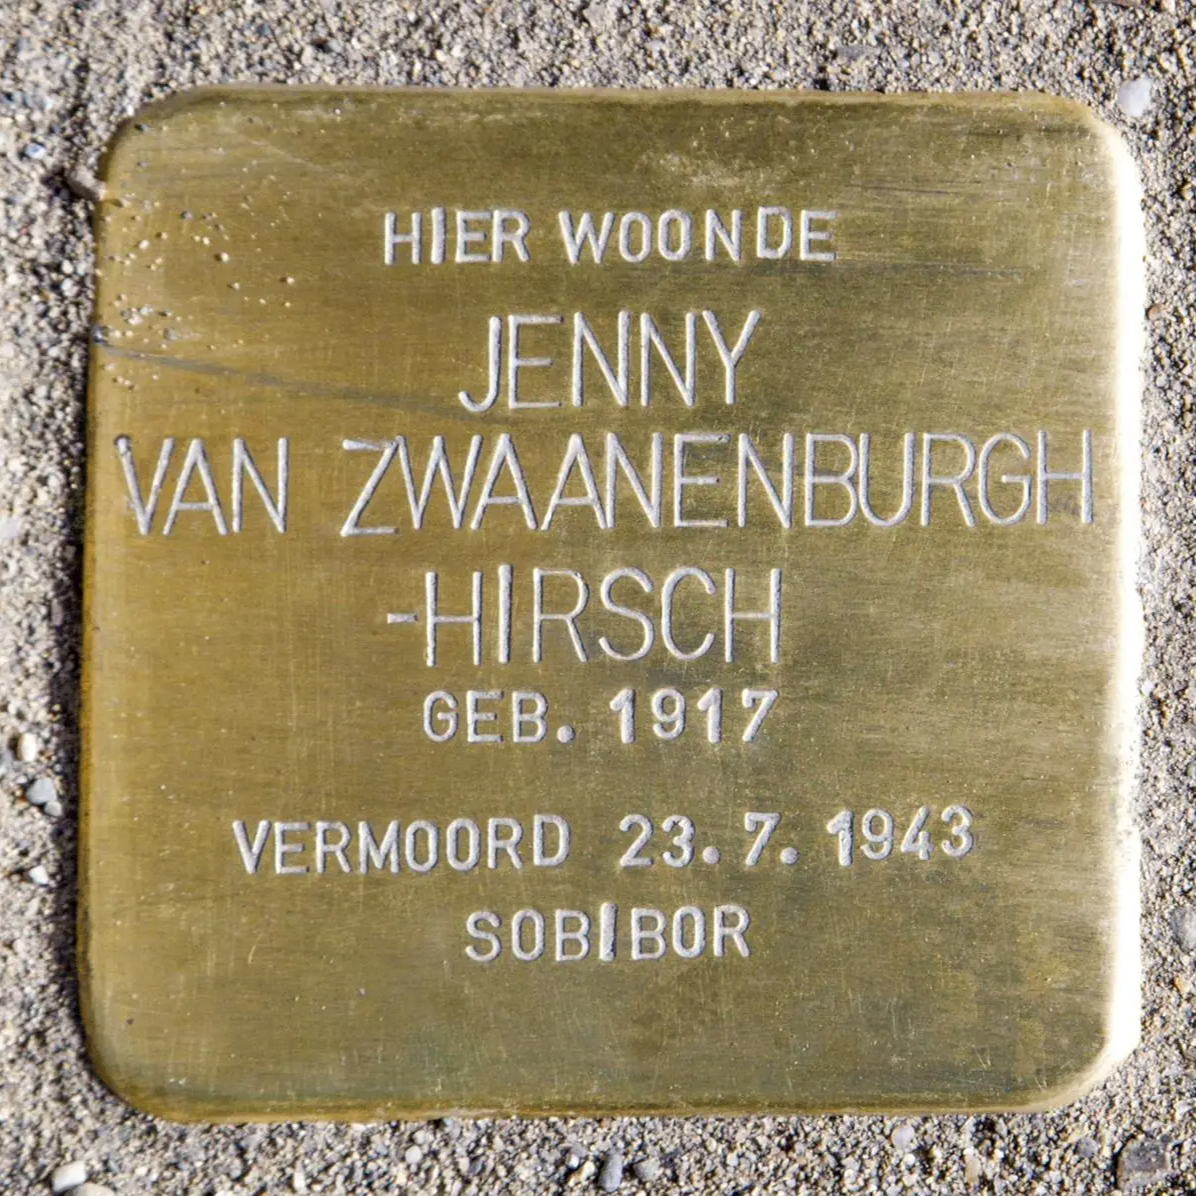 HIER WOONDE
JENNY
VAN ZWAANENBURGH
-HIRSCH
GEB. 1917
VERMOORD 23.7.1943
SOBIBOR